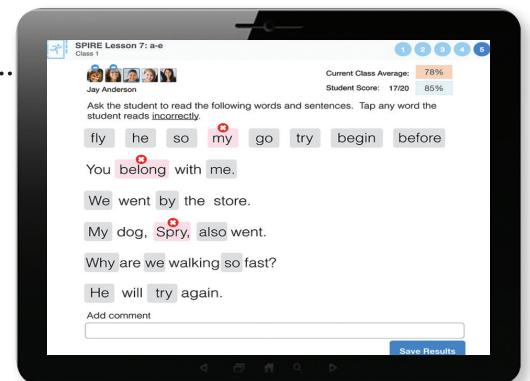 SPIRE Lesson 7: a-e
Class 1
1 2 3 4 5
Jay Anderson
Current Class Average: 78%
Student Score: 17/20 85%
Ask the student to read the following words and sentences. Tap any word the
student reads incorrectly.
fly he so my go try begin before
You belong with me.
We went by the store.
My dog, Spry, also went.
Why are we walking so fast?
He will try again.
Add comment
Save Results